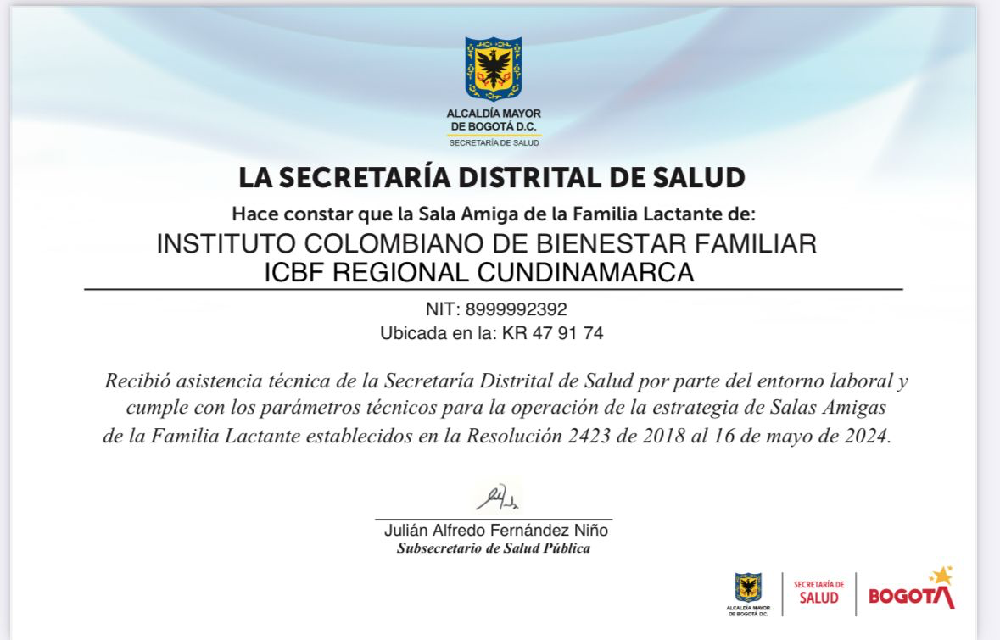 ALCALDÍA MAYOR
DE BOGOTÁ D.C.
SECRETARÍA DE SALUD
LA SECRETARÍA DISTRITAL DE SALUD
Hace constar que la Sala Amiga de la Familia Lactante de:
INSTITUTO COLOMBIANO DE BIENESTAR FAMILIAR
ICBF REGIONAL CUNDINAMARCA
NIT: 8999992392
Ubicada en la: KR 47 91 74
Recibió asistencia técnica de la Secretaría Distrital de Salud por parte del entorno laboral y
cumple con los parámetros técnicos para la operación de la estrategia de Salas Amigas
de la Familia Lactante establecidos en la Resolución 2423 de 2018 al 16 de mayo de 2024.
Julián Alfredo Fernández Niño
Subsecretario de Salud Pública
ALCALDÍA MAYOR
DE BOGOTÁ D.C.
SECRETARÍA DE
SALUD
BOGOTÁ